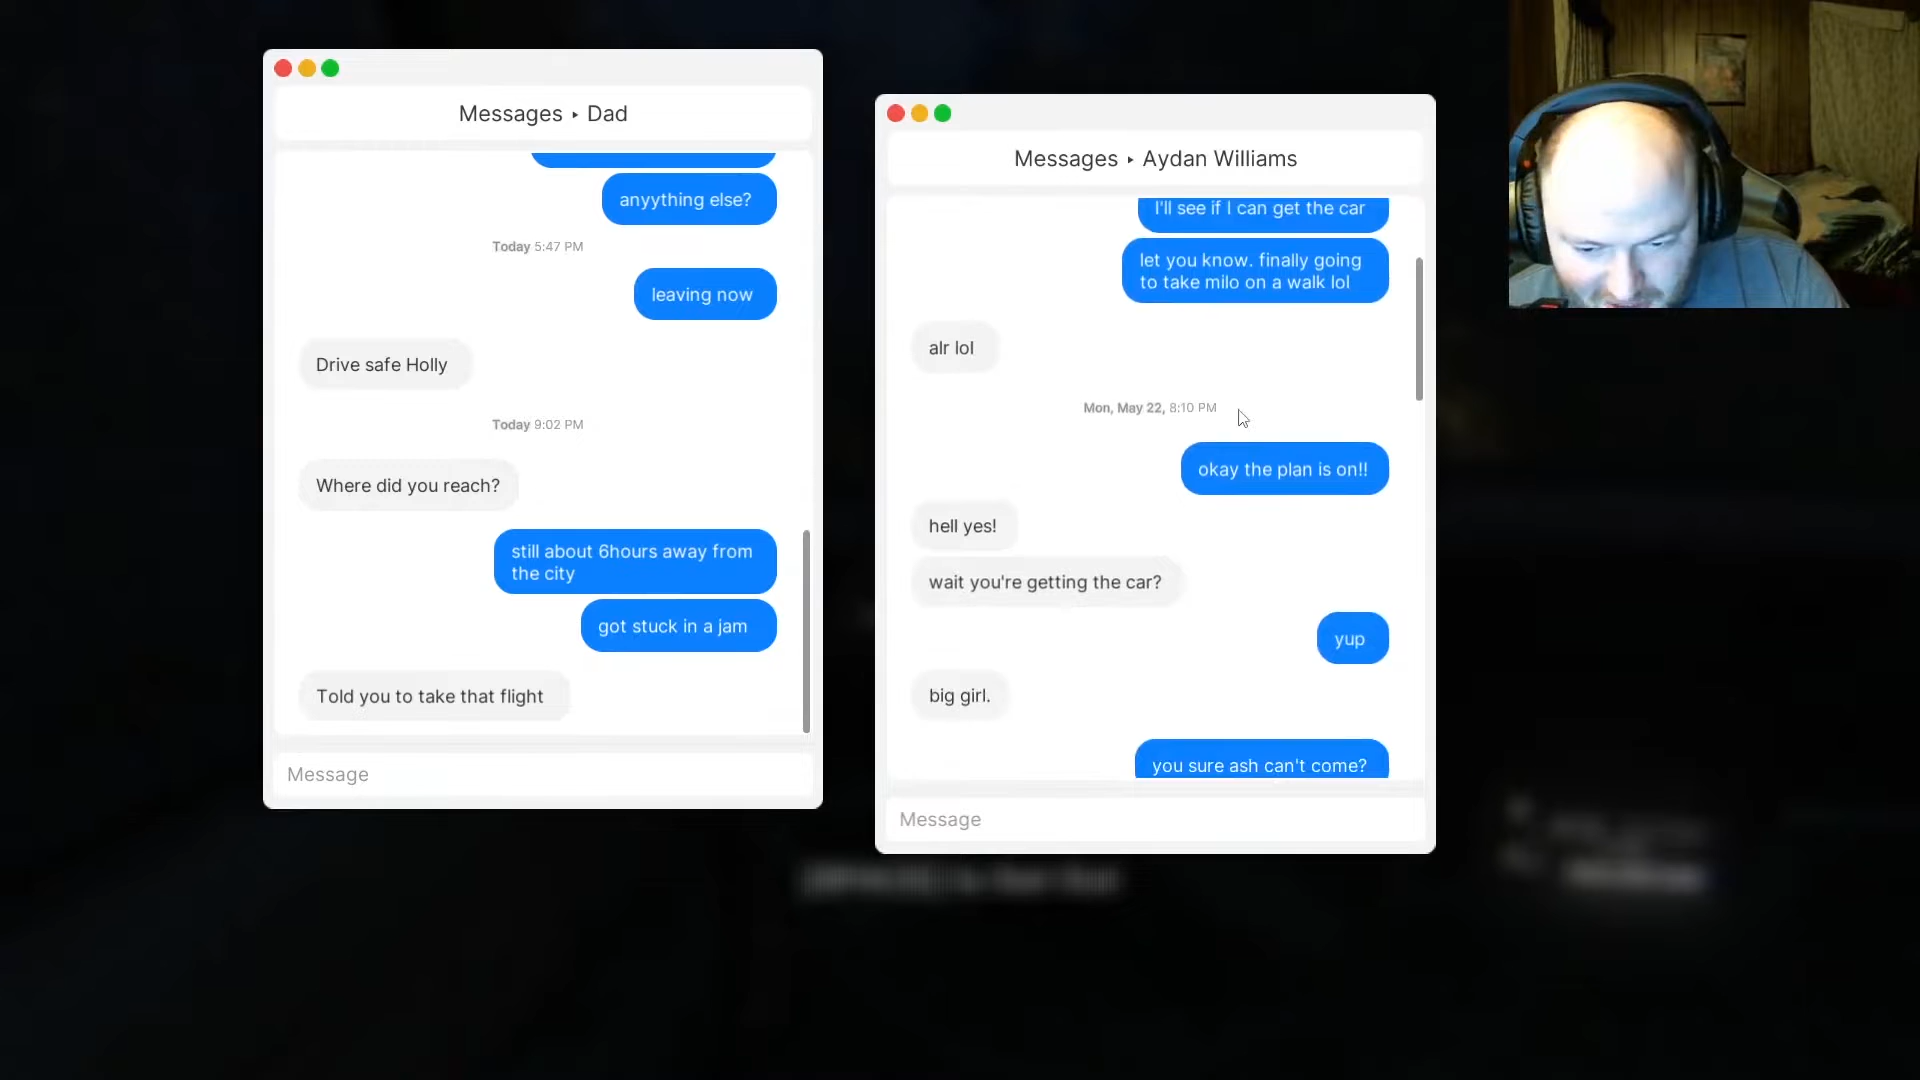 Messages ▸ Dad
anyything else?
Today 5:47 PM
leaving now
Drive safe Holly
Today 9:02 PM
Where did you reach?
still about 6hours away from
the city
got stuck in a jam
Told you to take that flight
Message
Messages ▸ Aydan Williams
I'll see if I can get the car
let you know. finally going
to take milo on a walk lol
alr lol
Mon, May 22, 8:10 PM
okay the plan is on!!
hell yes!
wait you're getting the car?
yup
big girl.
you sure ash can't come?
Message